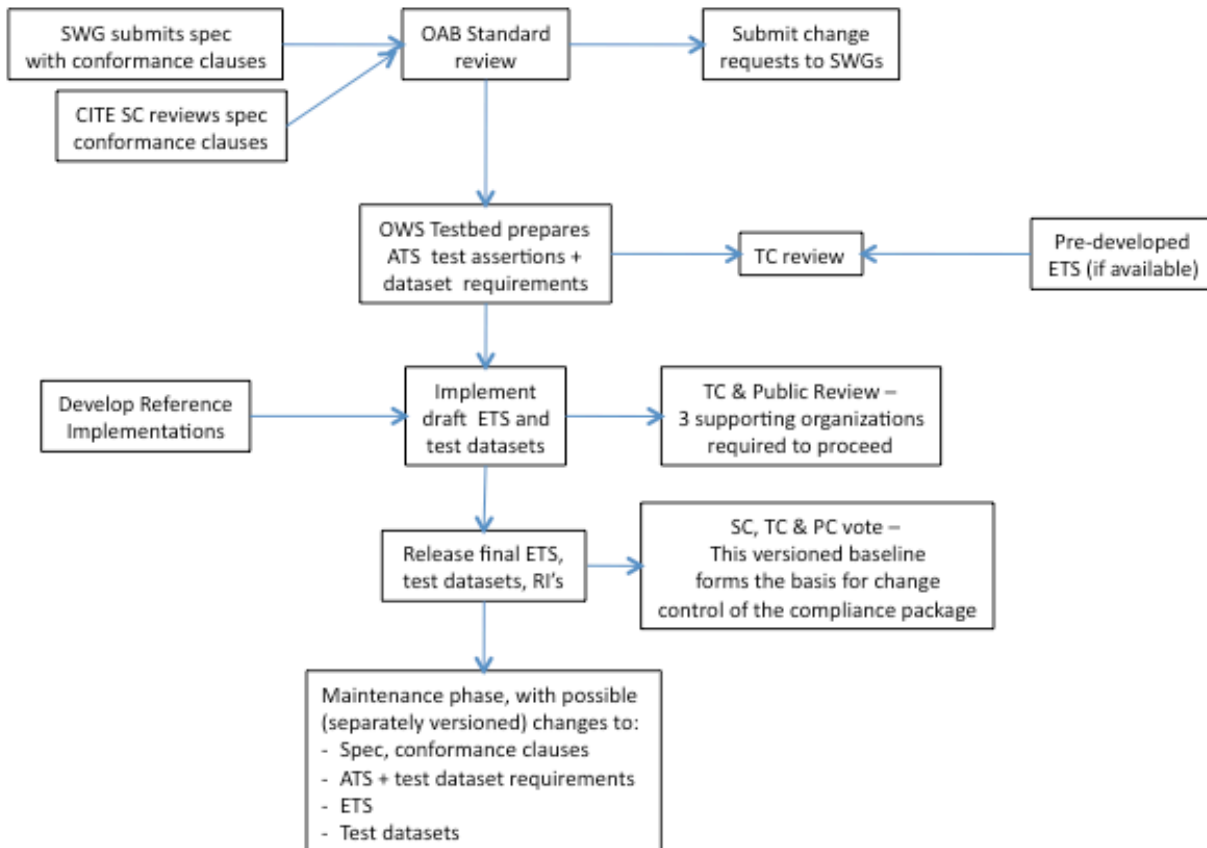 SWG submits spec
with conformance clauses
OAB Standard
review
Submit change
requests to SWGs
CITE SC reviews spec
conformance clauses
OWS Testbed prepares
ATS test assertions +
dataset requirements
TC review
Pre-developed
ETS (if available)
Develop Reference
Implementations
Implement
draft ETS and
test datasets
TC & Public Review –
3 supporting organizations
required to proceed
Release final ETS,
test datasets, RI's
SC, TC & PC vote –
This versioned baseline
forms the basis for change
control of the compliance package
Maintenance phase, with possible
(separately versioned) changes to:
- Spec, conformance clauses
- ATS + test dataset requirements
- ETS
- Test datasets